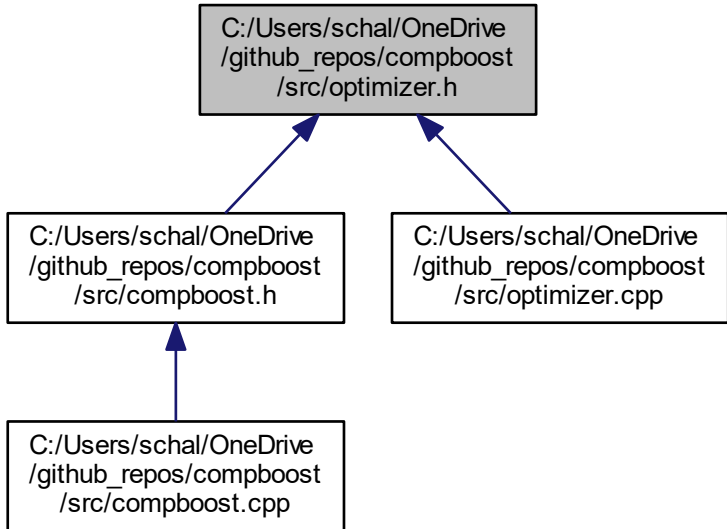 C:/Users/schal/OneDrive
/github_repos/compboost
/src/optimizer.h
C:/Users/schal/OneDrive
/github_repos/compboost
/src/compboost.h
C:/Users/schal/OneDrive
/github_repos/compboost
/src/optimizer.cpp
C:/Users/schal/OneDrive
/github_repos/compboost
/src/compboost.cpp